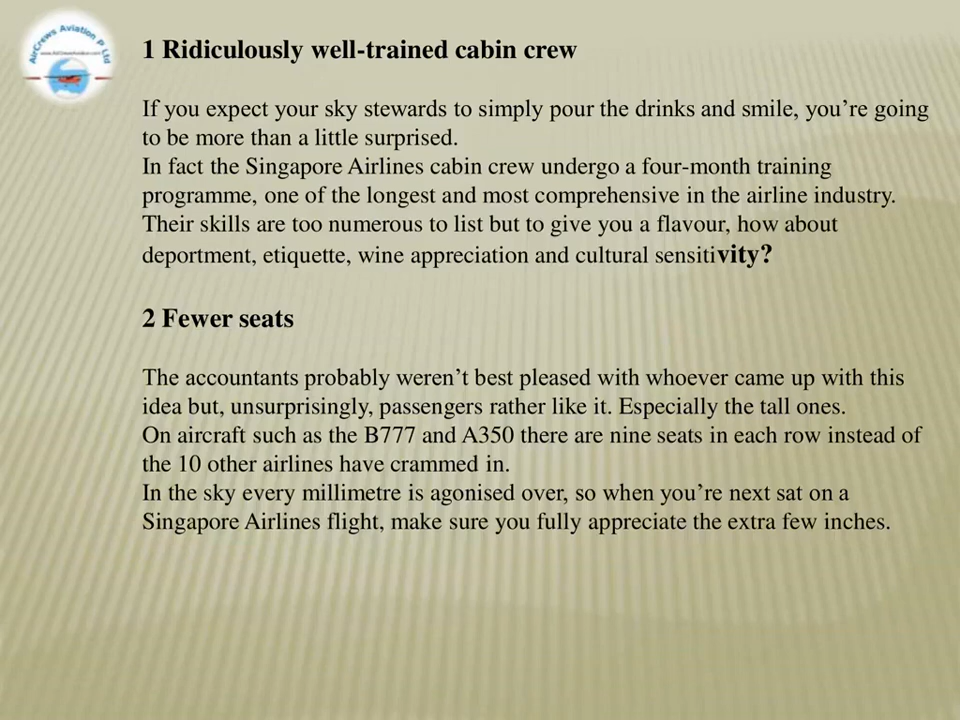 AirCrews Aviation P Ltd
1 Ridiculously well-trained cabin crew
If you expect your sky stewards to simply pour the drinks and smile, you’re going
to be more than a little surprised.
In fact the Singapore Airlines cabin crew undergo a four-month training
programme, one of the longest and most comprehensive in the airline industry.
Their skills are too numerous to list but to give you a flavour, how about
deportment, etiquette, wine appreciation and cultural sensitivity?
2 Fewer seats
The accountants probably weren’t best pleased with whoever came up with this
idea but, unsurprisingly, passengers rather like it. Especially the tall ones.
On aircraft such as the B777 and A350 there are nine seats in each row instead of
the 10 other airlines have crammed in.
In the sky every millimetre is agonised over, so when you’re next sat on a
Singapore Airlines flight, make sure you fully appreciate the extra few inches.